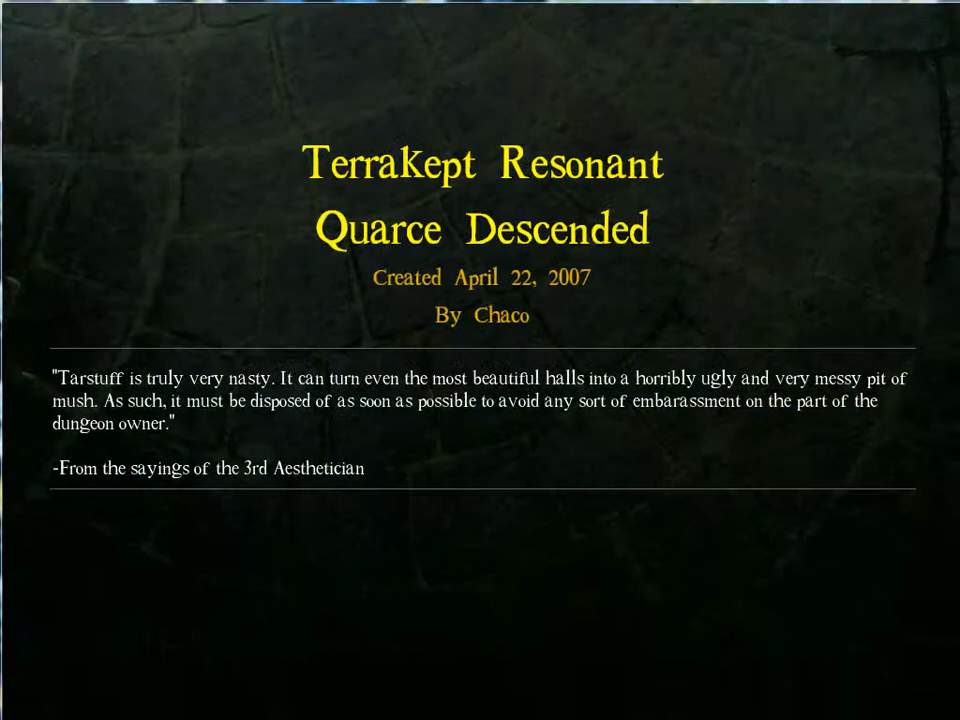 Terrakept Resonant
Quarce Descended
Created April 22, 2007
By Chaco
"Tarstuff is truly very nasty. It can turn even the most beautiful halls into a horribly ugly and very messy pit of
mush. As such, it must be disposed of as soon as possible to avoid any sort of embarassment on the part of the
dungeon owner."
-From the sayings of the 3rd Aesthetician